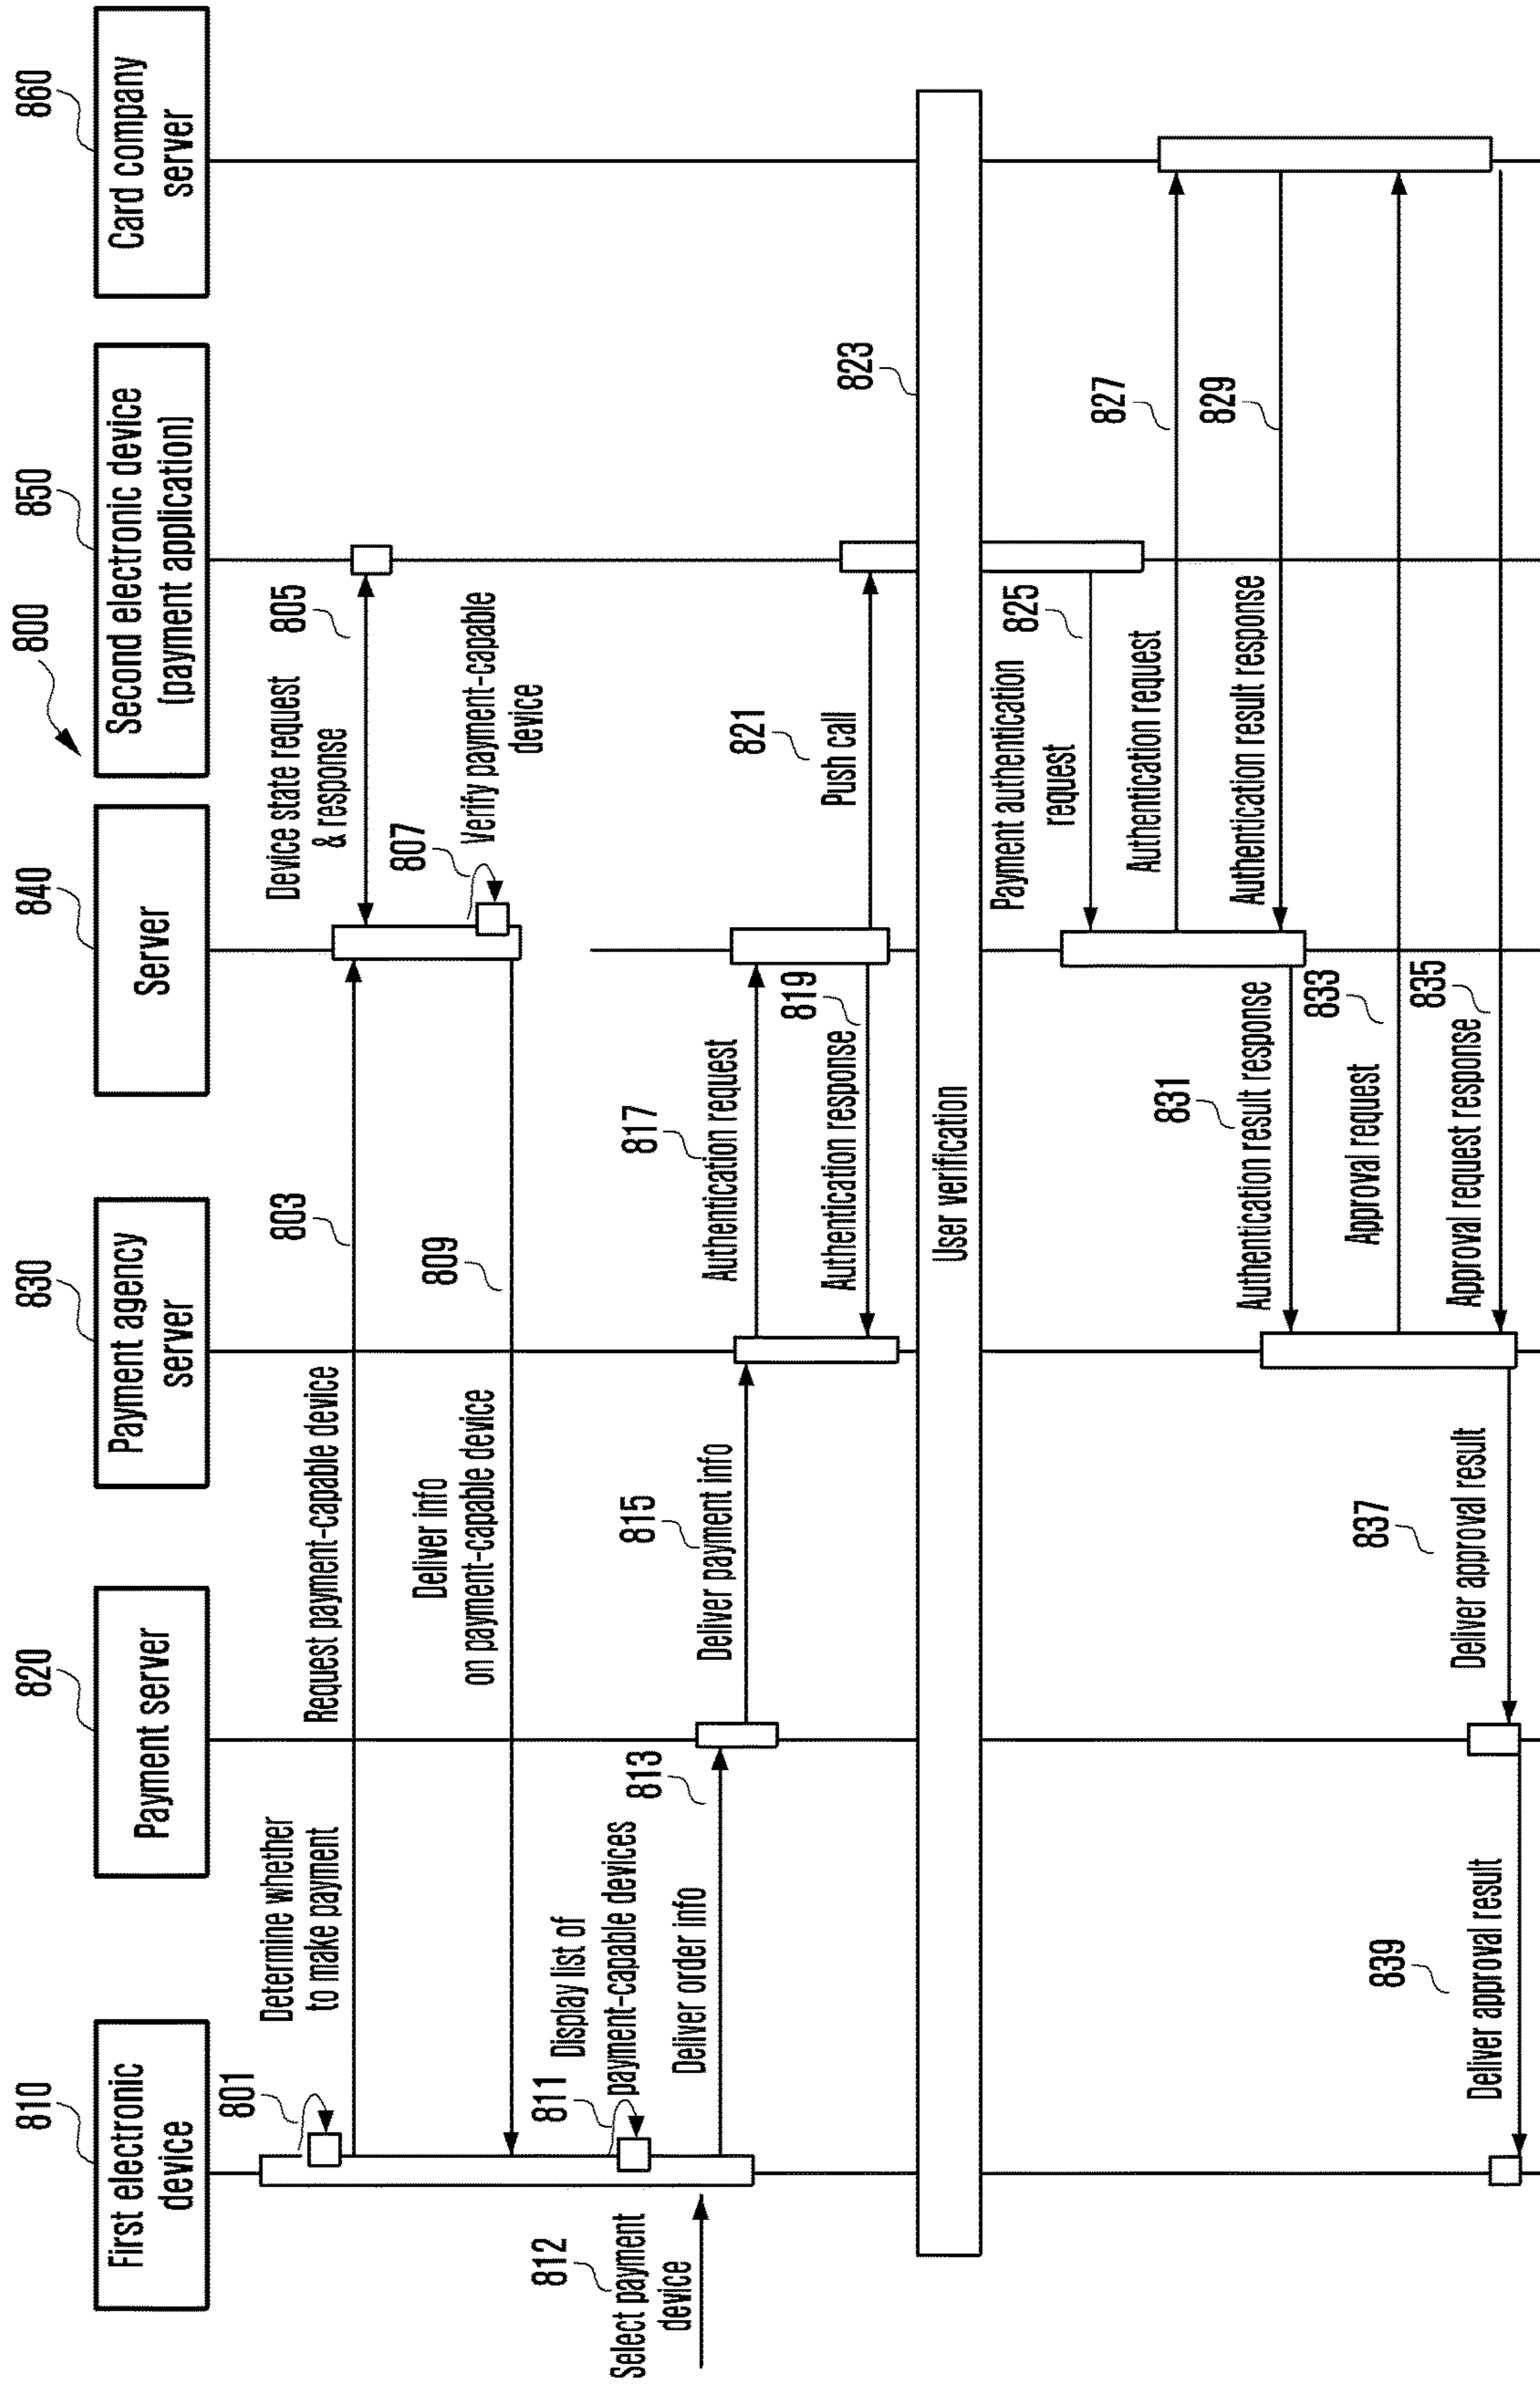 800
810
First electronic
device
820
Payment server
830
Payment agency
server
840
Server
850
Second electronic device
(payment application)
860
Card company
server
801
Determine whether
to make payment
803
Request payment-capable device
805
Device state request
& response
807
Verify payment-capable
device
809
Deliver info
on payment-capable device
811
Display list of
payment-capable devices
812
Select payment
device
813
Deliver order info
815
Deliver payment info
817
Authentication request
819
Authentication response
821
Push call
823
User verification
825
Payment authentication
request
827
Authentication request
829
Authentication result response
831
Authentication result response
833
Approval request
835
Approval request response
837
Deliver approval result
839
Deliver approval result